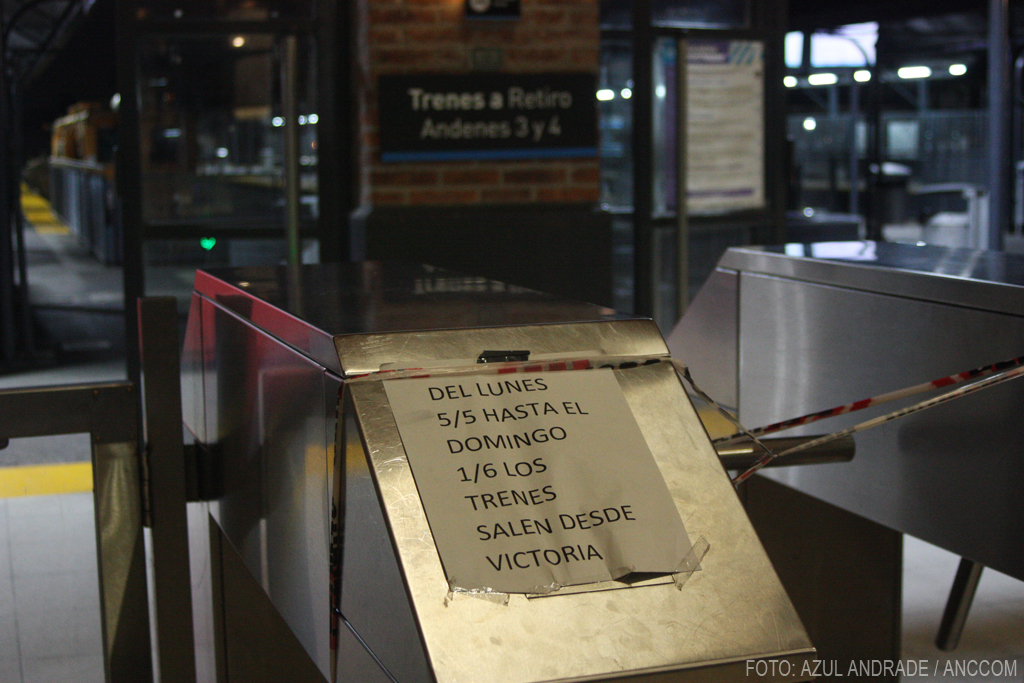 Trenes a Retiro
Andenes 3 y 4
DEL LUNES
5/5 HASTA EL
DOMINGO
1/6 LOS
TRENES
SALEN DESDE
VICTORIA
FOTO: AZUL ANDRADE / ANCCOM